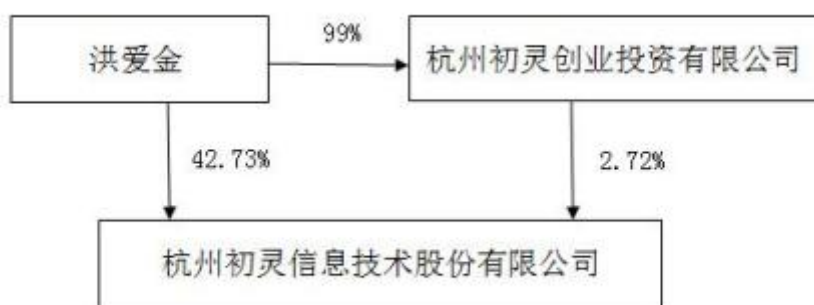 99%
洪爱金
杭州初灵创业投资有限公司
42.73%
2.72%
杭州初灵信息技术股份有限公司